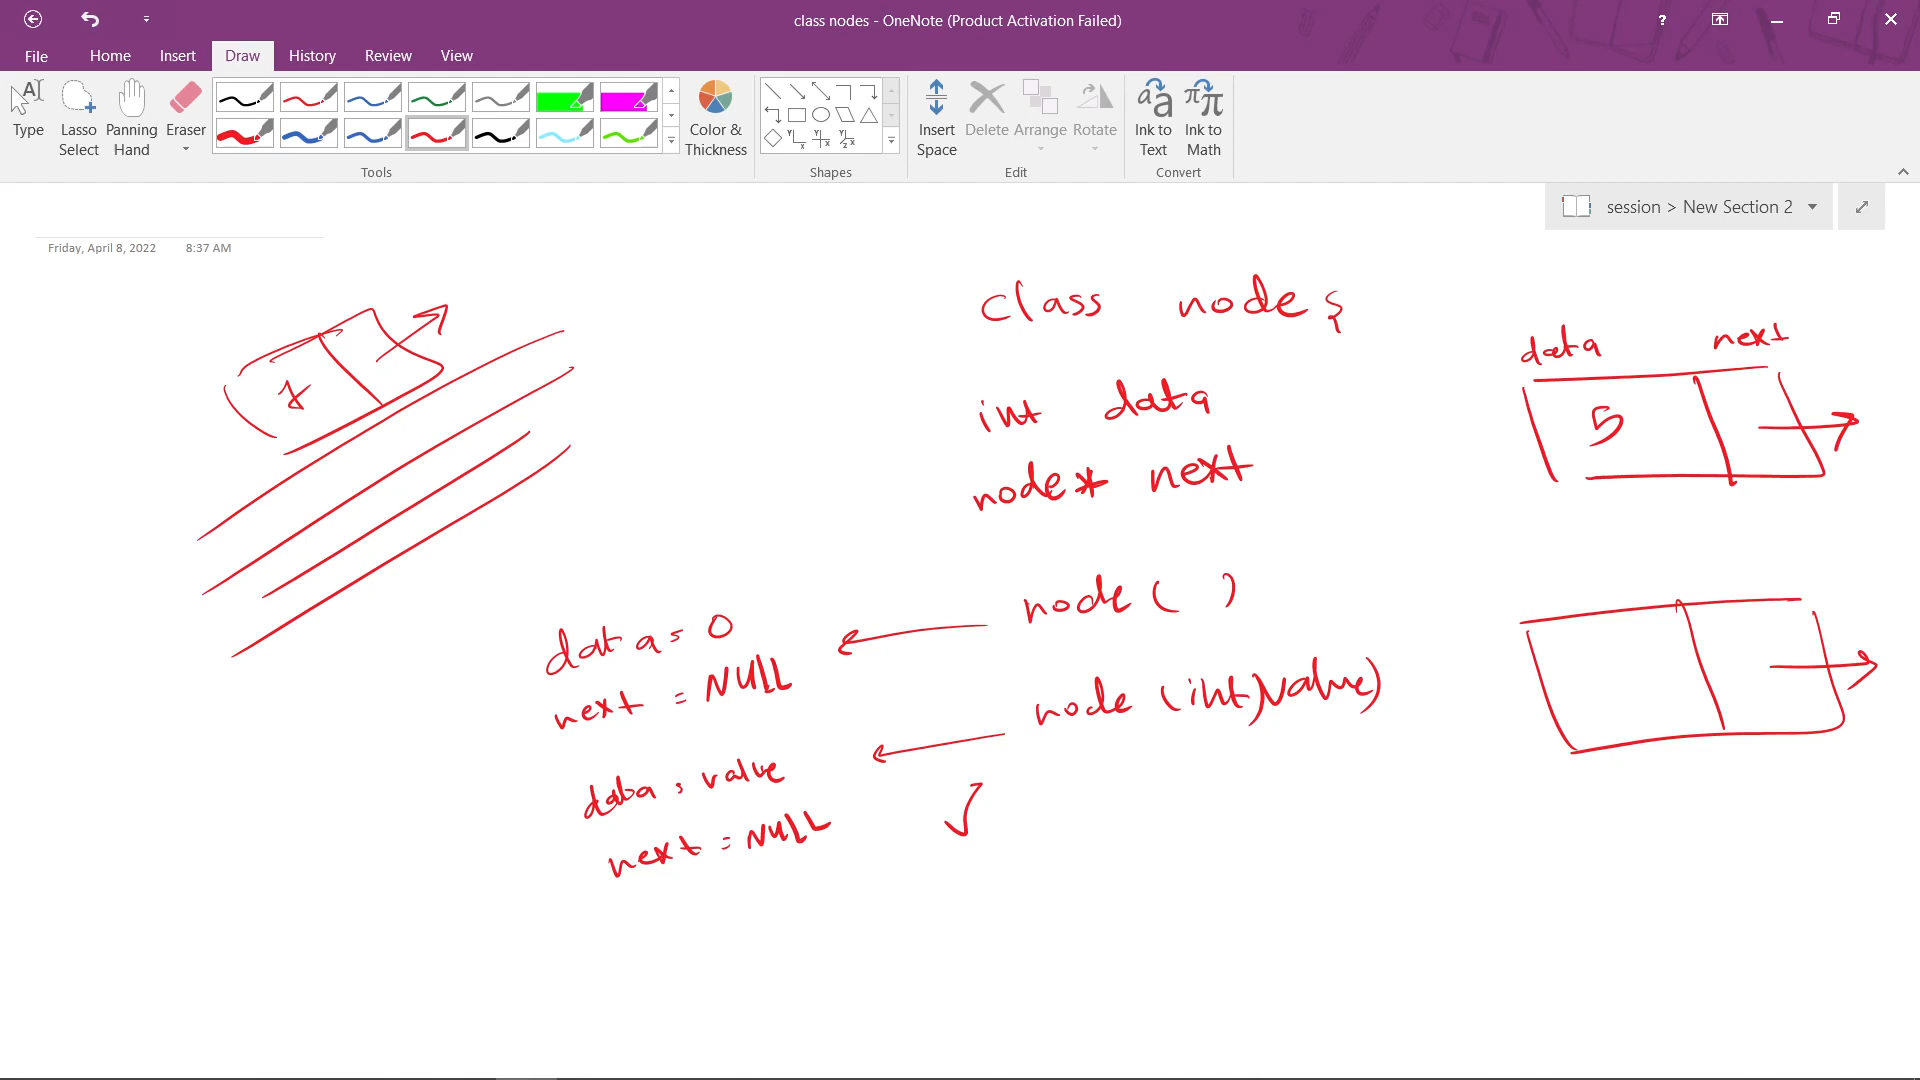 class nodes - OneNote (Product Activation Failed)
?
File Home Insert Draw History Review View
Type
Lasso Select
Panning Hand
Eraser
Color & Thickness
Insert Space
Delete
Arrange
Rotate
Ink to Text
Ink to Math
Tools
Shapes
Edit
Convert
session > New Section 2
Friday, April 8, 2022 8:37 AM
class node {
data next
int data
5
node* next
node ( )
data = 0
next = NULL
node (int) value)
data = value
next = NULL